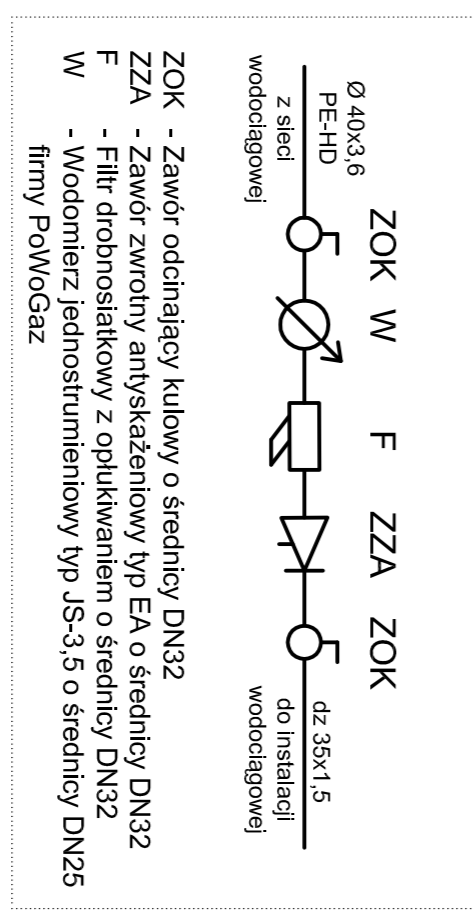 ZOK W F ZZA ZOK
Ø 40x3,6
PE-HD
z sieci
wodociągowej
dz 35x1,5
do instalacji
wodociągowej
ZOK - Zawór odcinający kulowy o średnicy DN32
ZZA - Zawór zwrotny antyskażeniowy typ EA o średnicy DN32
F - Filtr drobnosiatkowy z opłukiwaniem o średnicy DN32
W - Wodomierz jednostrumieniowy typ JS-3,5 o średnicy DN25
firmy PoWoGaz